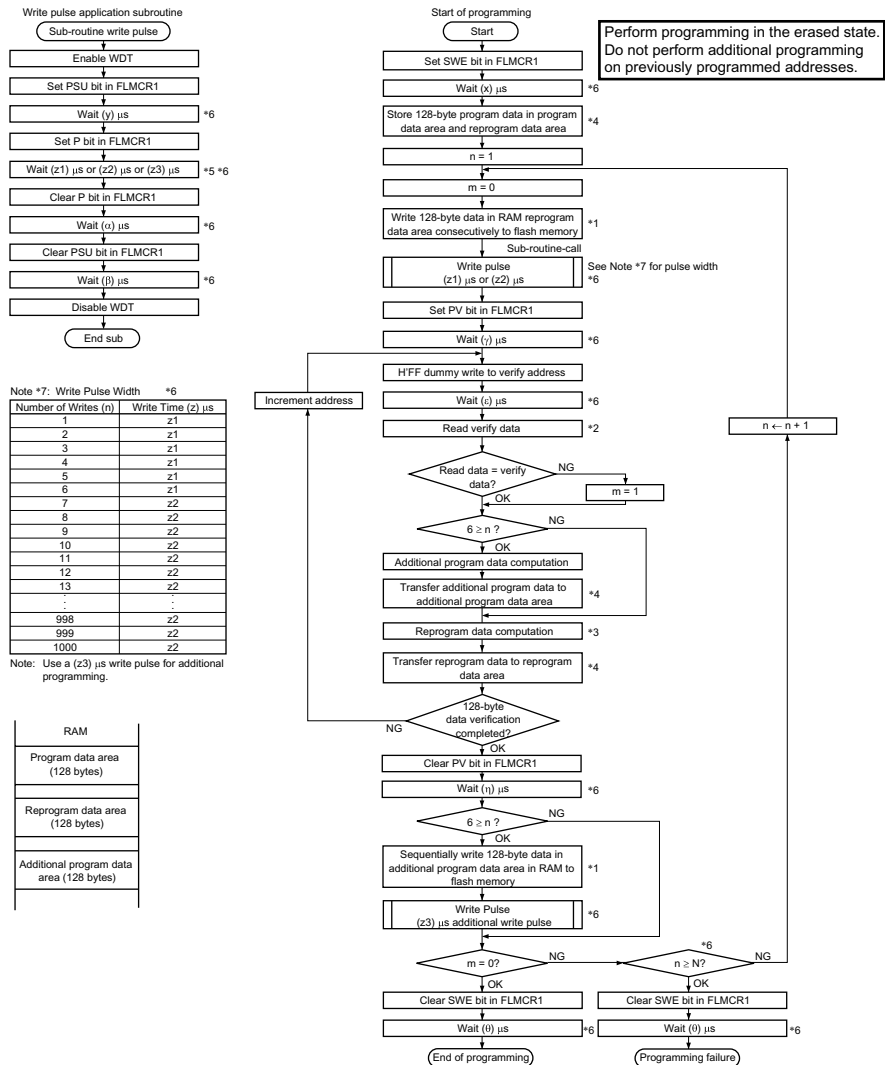 Write pulse application subroutine
Sub-routine write pulse
Enable WDT
Set PSU bit in FLMCR1
Wait (y) μs
*6
Set P bit in FLMCR1
Wait (z1) μs or (z2) μs or (z3) μs
*5 *6
Clear P bit in FLMCR1
Wait (α) μs
*6
Clear PSU bit in FLMCR1
Wait (β) μs
*6
Disable WDT
End sub
Note *7: Write Pulse Width *6
Number of Writes (n) Write Time (z) μs
1 z1
2 z1
3 z1
4 z1
5 z1
6 z1
7 z2
8 z2
9 z2
10 z2
11 z2
12 z2
13 z2
⋮ ⋮
998 z2
999 z2
1000 z2
Note: Use a (z3) μs write pulse for additional
programming.
RAM
Program data area
(128 bytes)
Reprogram data area
(128 bytes)
Additional program data
area (128 bytes)
Start of programming
Start
Perform programming in the erased state.
Do not perform additional programming
on previously programmed addresses.
Set SWE bit in FLMCR1
Wait (x) μs
*6
Store 128-byte program data in program
data area and reprogram data area
*4
n = 1
m = 0
Write 128-byte data in RAM reprogram
data area consecutively to flash memory
*1
Sub-routine-call
Write pulse
(z1) μs or (z2) μs
See Note *7 for pulse width
*6
Set PV bit in FLMCR1
Wait (γ) μs
*6
H'FF dummy write to verify address
Increment address
Wait (ε) μs
*6
Read verify data
*2
n ← n + 1
Read data = verify
data?
NG
m = 1
OK
6 ≥ n ?
NG
OK
Additional program data computation
Transfer additional program data to
additional program data area
*4
Reprogram data computation
*3
Transfer reprogram data to reprogram
data area
*4
128-byte
data verification
completed?
NG
OK
Clear PV bit in FLMCR1
Wait (η) μs
*6
6 ≥ n ?
NG
OK
Sequentially write 128-byte data in
additional program data area in RAM to
flash memory
*1
Write Pulse
(z3) μs additional write pulse
*6
m = 0?
NG
*6
n ≥ N?
NG
OK
OK
Clear SWE bit in FLMCR1
Clear SWE bit in FLMCR1
Wait (θ) μs
*6
Wait (θ) μs
*6
End of programming
Programming failure